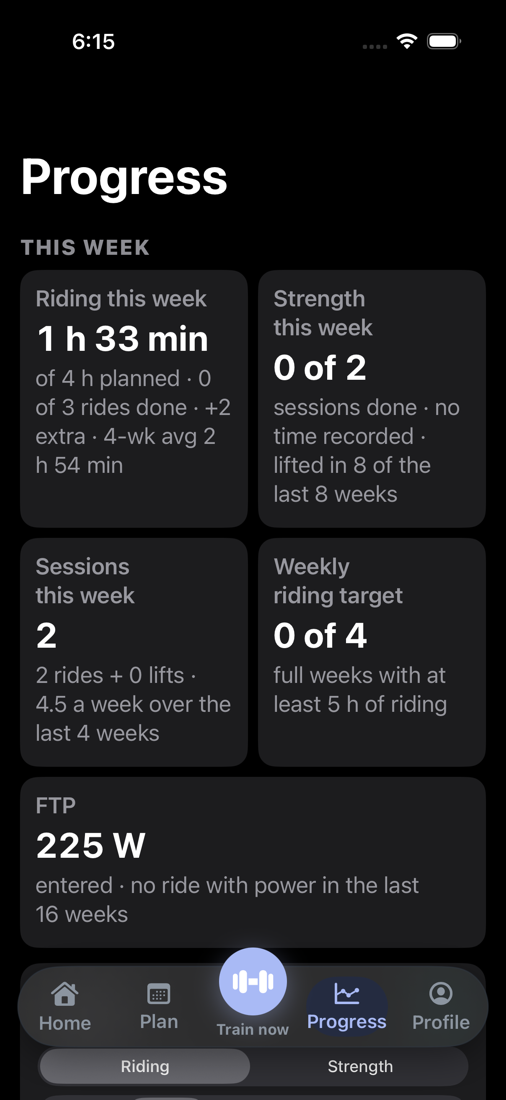 6:15
Progress
THIS WEEK
Riding this week
1 h 33 min
of 4 h planned · 0
of 3 rides done · +2
extra · 4-wk avg 2
h 54 min
Strength
this week
0 of 2
sessions done · no
time recorded ·
lifted in 8 of the
last 8 weeks
Sessions
this week
2
2 rides + 0 lifts ·
4.5 a week over the
last 4 weeks
Weekly
riding target
0 of 4
full weeks with at
least 5 h of riding
FTP
225 W
entered · no ride with power in the last
16 weeks
Home
Plan
Train now
Progress
Profile
Riding
Strength